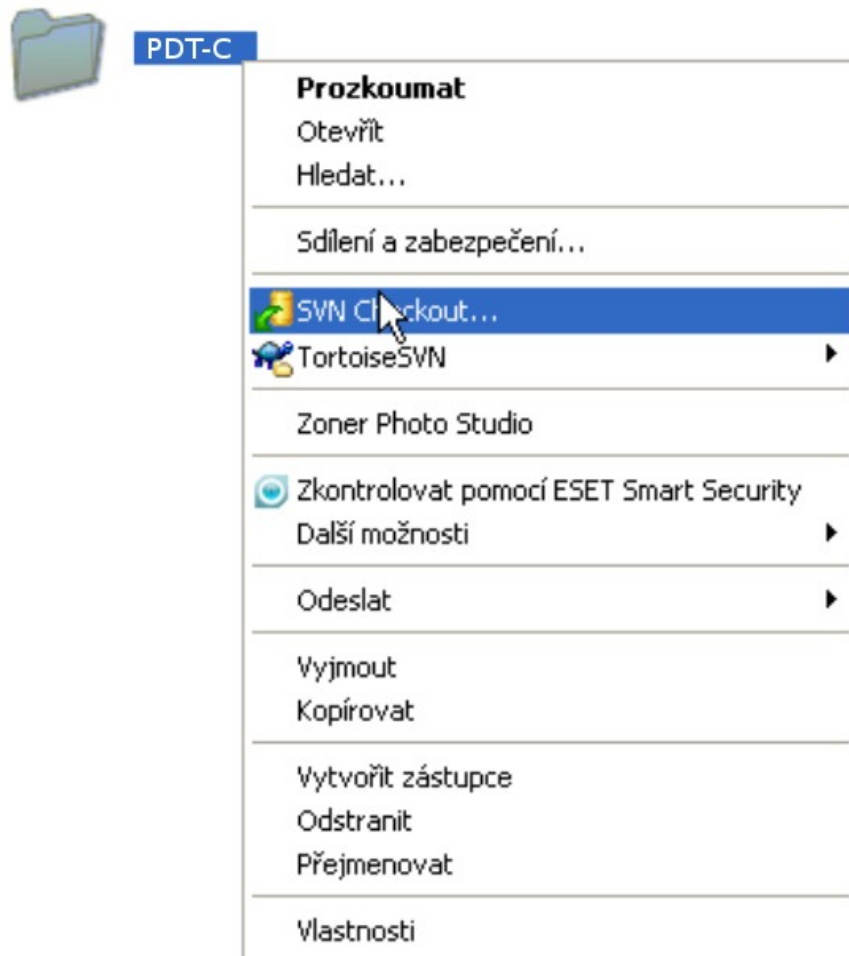 PDT-C
Prozkoumat
Otevřít
Hledat...
Sdílení a zabezpečení...
SVN Checkout...
TortoiseSVN
Zoner Photo Studio
Zkontrolovat pomocí ESET Smart Security
Další možnosti
Odeslat
Vyjmout
Kopírovat
Vytvořit zástupce
Odstranit
Přejmenovat
Vlastnosti